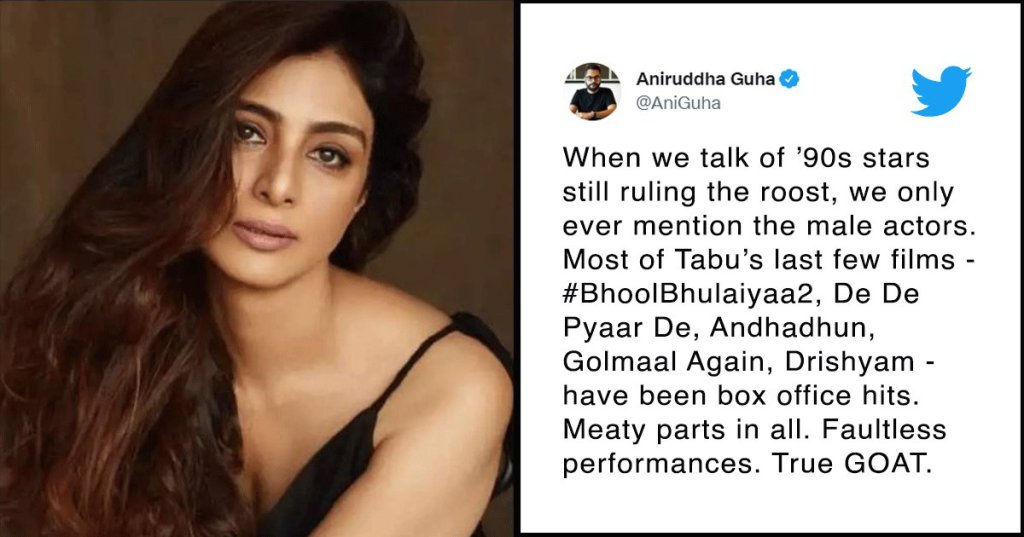 Aniruddha Guha
@AniGuha
When we talk of ’90s stars
still ruling the roost, we only
ever mention the male actors.
Most of Tabu’s last few films -
#BhoolBhulaiyaa2, De De
Pyaar De, Andhadhun,
Golmaal Again, Drishyam -
have been box office hits.
Meaty parts in all. Faultless
performances. True GOAT.